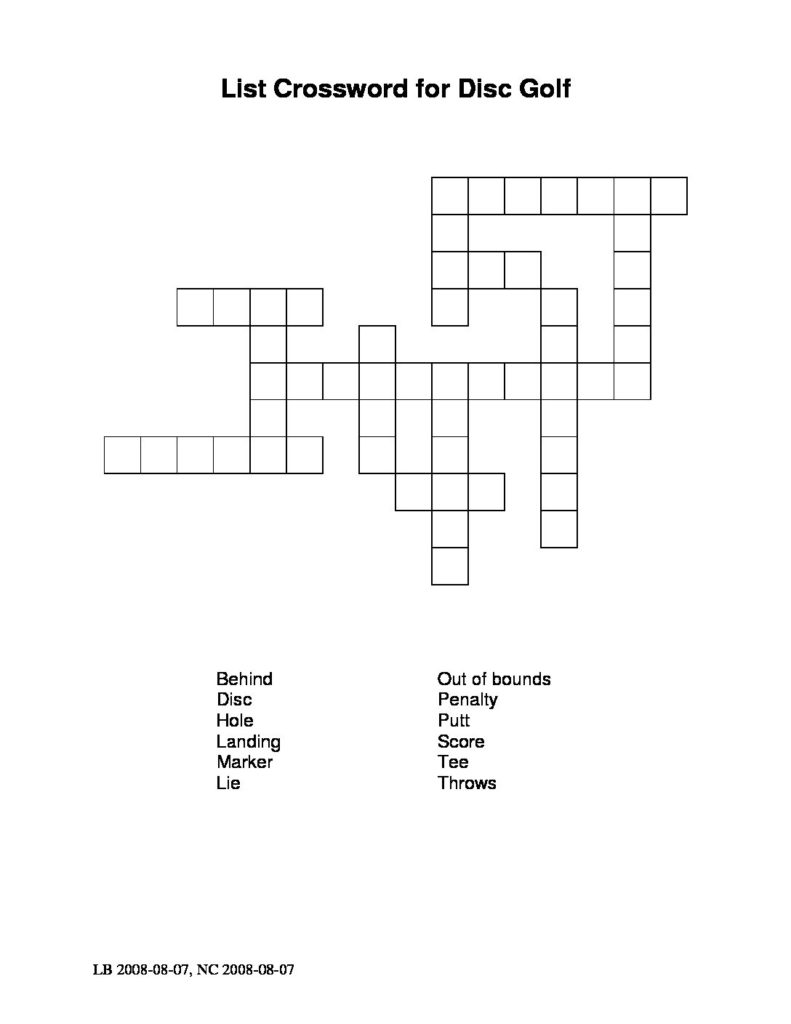 List Crossword for Disc Golf
Behind
Disc
Hole
Landing
Marker
Lie
Out of bounds
Penalty
Putt
Score
Tee
Throws
LB 2008-08-07, NC 2008-08-07